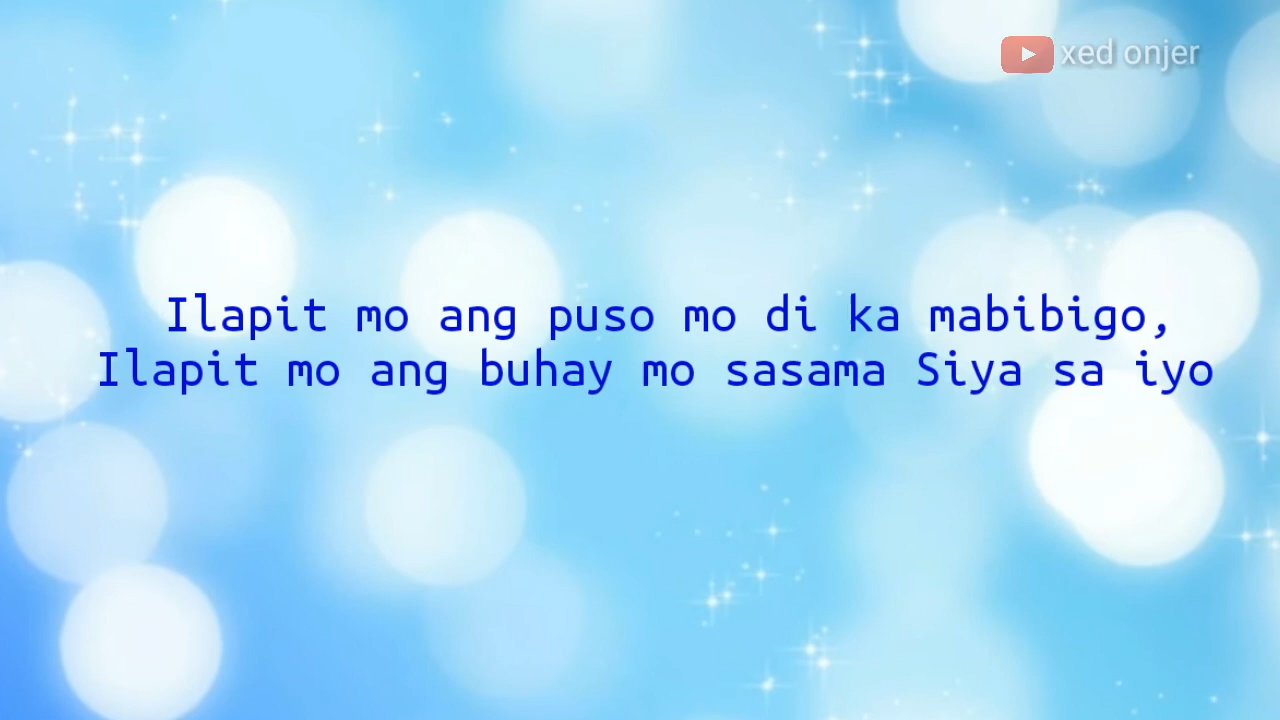 xed onjer
Ilapit mo ang puso mo di ka mabibigo,
Ilapit mo ang buhay mo sasama Siya sa iyo